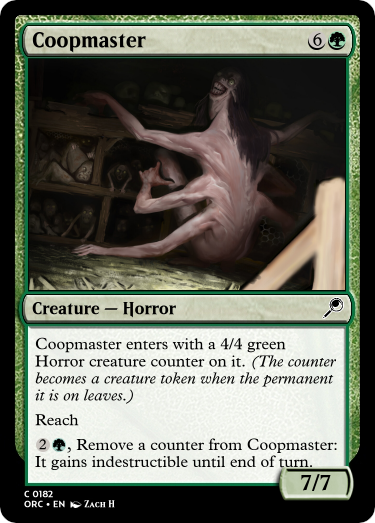 Coopmaster 6
Creature — Horror
Coopmaster enters with a 4/4 green
Horror creature counter on it. (The counter
becomes a creature token when the permanent
it is on leaves.)
Reach
2, Remove a counter from Coopmaster:
It gains indestructible until end of turn.
7/7
C 0182
ORC • EN Zach H